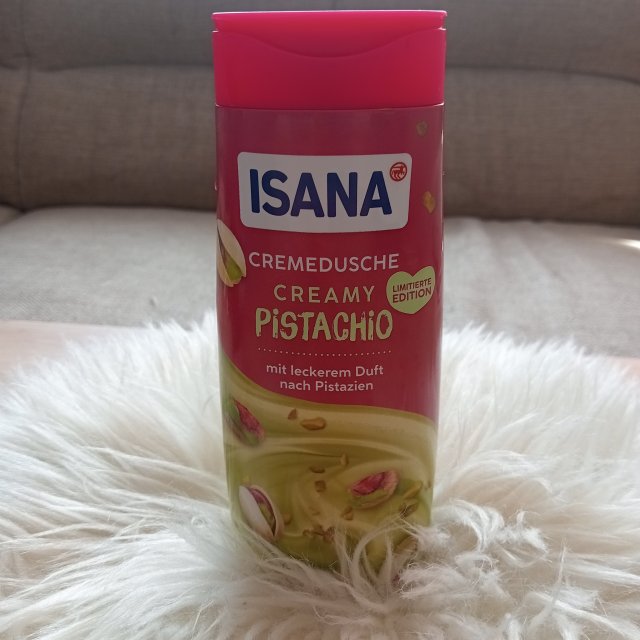 ISANA
CREMEDUSCHE
CREAMY
PiSTACHiO
LIMITIERTE
EDITION
mit leckerem Duft
nach Pistazien